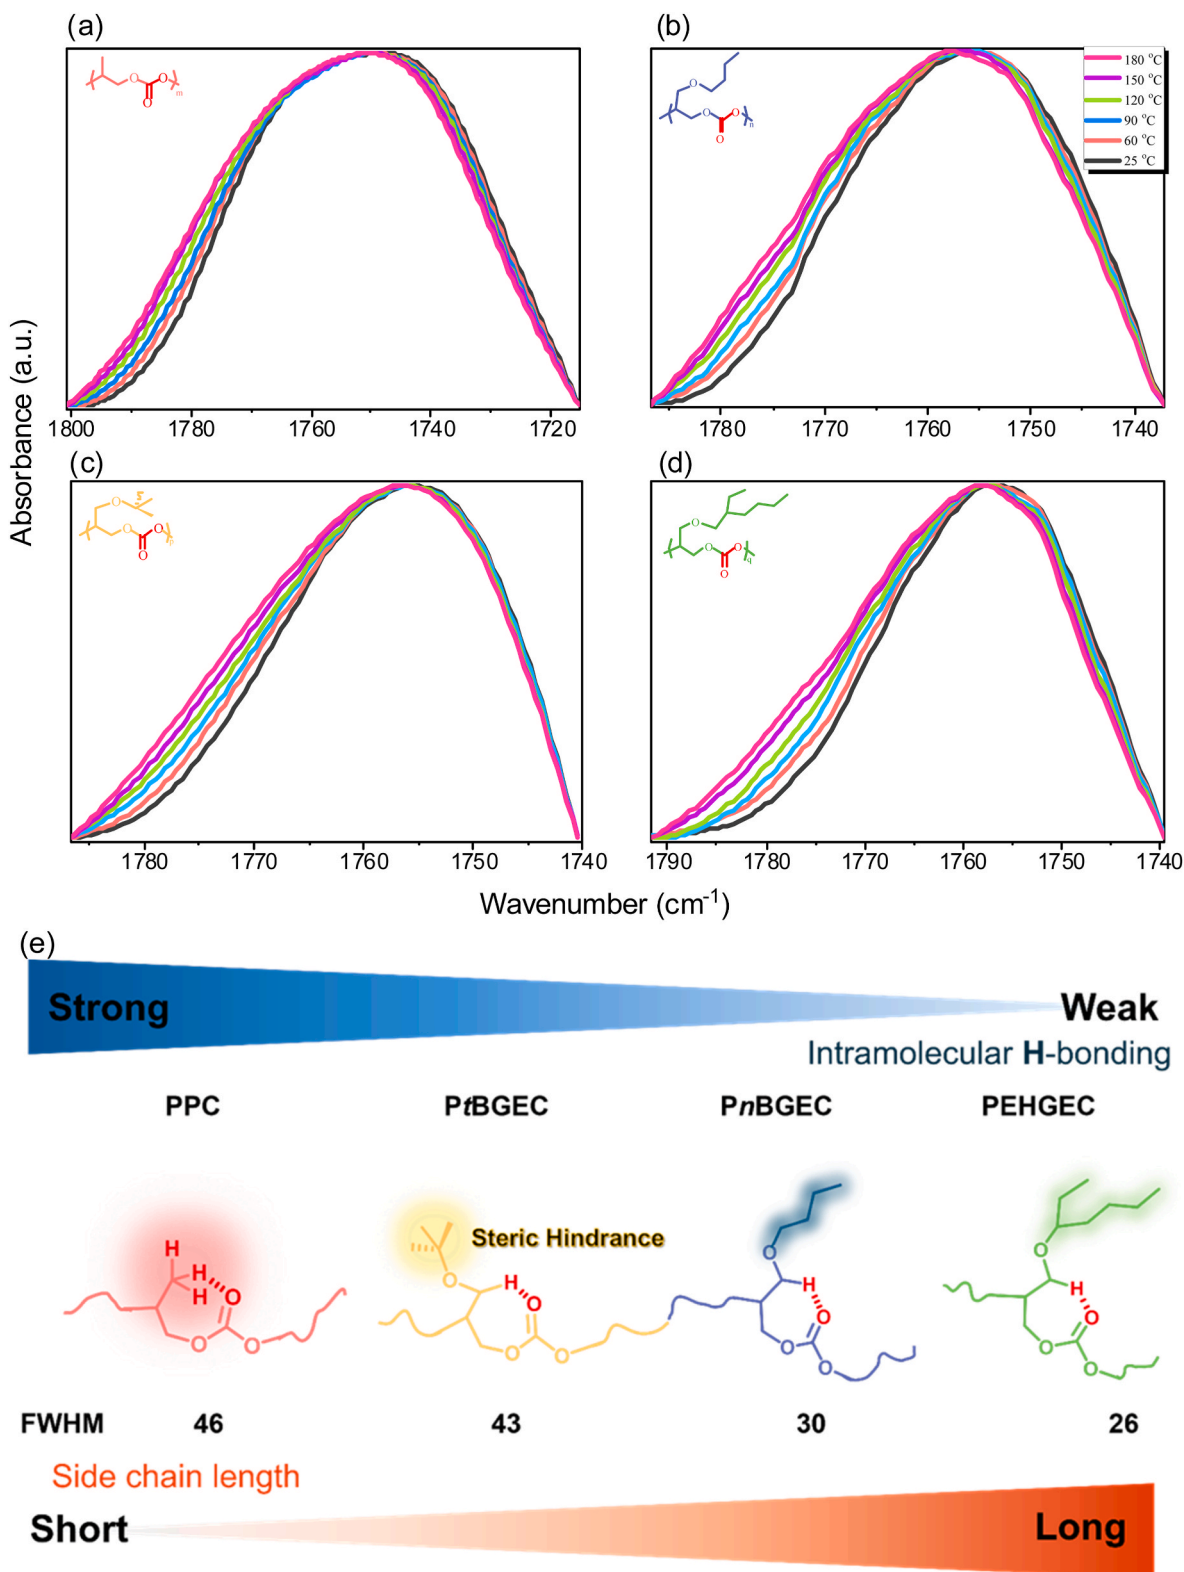 (a)
(b)
O
O
O
m
O
O
O
O
n
180 °C
150 °C
120 °C
90 °C
60 °C
25 °C
1800
1780
1760
1740
1720
1780
1770
1760
1750
1740
(c)
(d)
O
O
O
O
p
O
O
O
O
q
1780
1770
1760
1750
1740
1790
1780
1770
1760
1750
1740
Absorbance (a.u.)
Wavenumber (cm⁻¹)
(e)
Strong
Weak
Intramolecular H-bonding
PPC
PtBGEC
PnBGEC
PEHGEC
H
H
H
O
O
O
Steric Hindrance
O
H
O
O
O
O
H
O
O
O
O
H
O
O
O
FWHM 46 43 30 26
Side chain length
Short
Long